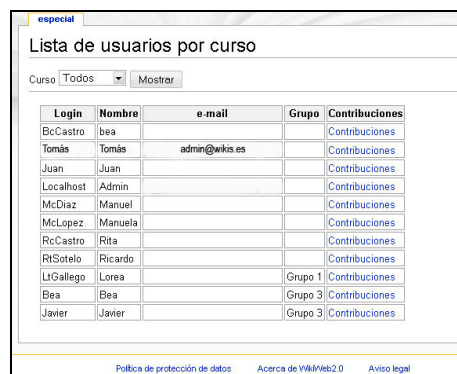 especial
Lista de usuarios por curso
Curso Todos Mostrar
Login Nombre e-mail Grupo Contribuciones
BcCastro bea Contribuciones
Tomás Tomás admin@wikis.es Contribuciones
Juan Juan Contribuciones
Localhost Admin Contribuciones
McDiaz Manuel Contribuciones
McLopez Manuela Contribuciones
RcCastro Rita Contribuciones
RtSotelo Ricardo Contribuciones
LtGallego Lorea Grupo 1 Contribuciones
Bea Bea Grupo 3 Contribuciones
Javier Javier Grupo 3 Contribuciones
Política de protección de datos Acerca de WikiWeb2.0 Aviso legal